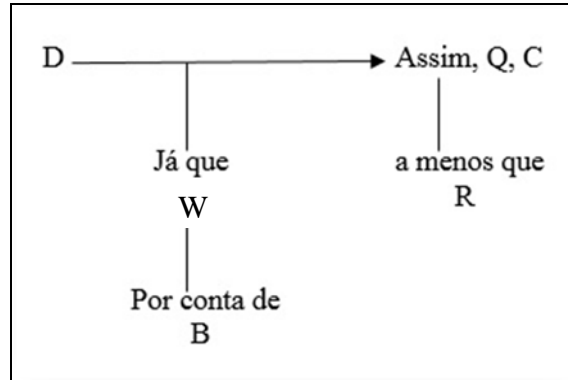 D Assim, Q, C
Já que a menos que
W R
Por conta de
B